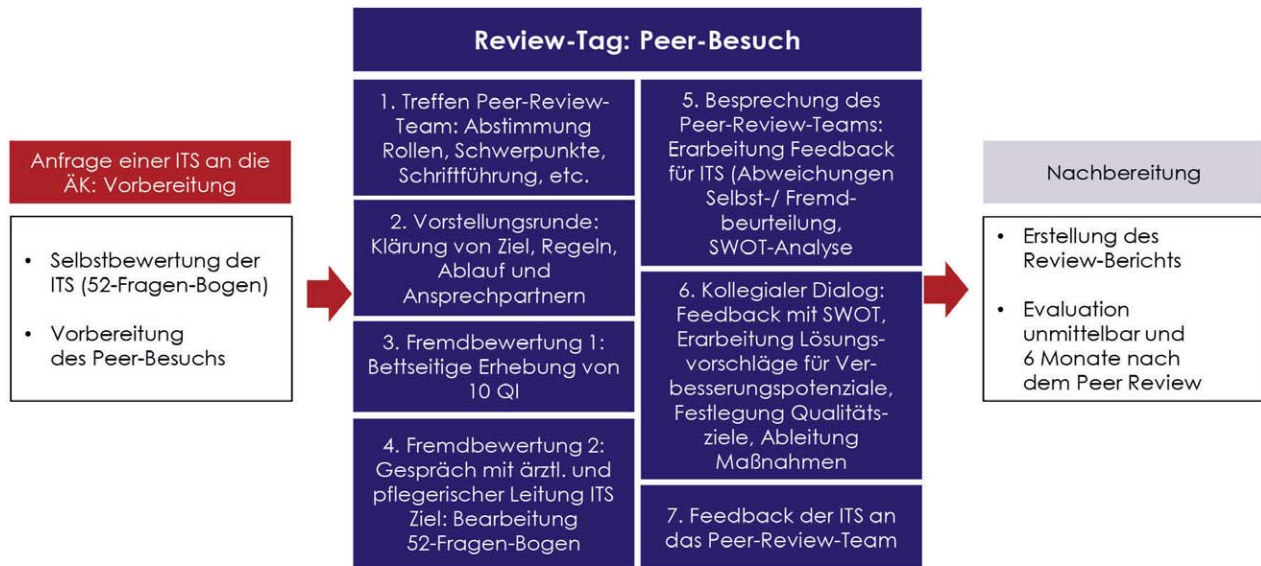 Anfrage einer ITS an die
ÄK: Vorbereitung
• Selbstbewertung der
ITS (52-Fragen-Bogen)
• Vorbereitung
des Peer-Besuchs
Review-Tag: Peer-Besuch
1. Treffen Peer-Review-
Team: Abstimmung
Rollen, Schwerpunkte,
Schriftführung, etc.
2. Vorstellungsrunde:
Klärung von Ziel, Regeln,
Ablauf und
Ansprechpartnern
3. Fremdbewertung 1:
Bettseitige Erhebung von
10 QI
4. Fremdbewertung 2:
Gespräch mit ärztl. und
pflegerischer Leitung ITS
Ziel: Bearbeitung
52-Fragen-Bogen
5. Besprechung des
Peer-Review-Teams:
Erarbeitung Feedback
für ITS (Abweichungen
Selbst-/ Fremd-
beurteilung,
SWOT-Analyse
6. Kollegialer Dialog:
Feedback mit SWOT,
Erarbeitung Lösungs-
vorschläge für Ver-
besserungspotenziale,
Festlegung Qualitäts-
ziele, Ableitung
Maßnahmen
7. Feedback der ITS an
das Peer-Review-Team
Nachbereitung
• Erstellung des
Review-Berichts
• Evaluation
unmittelbar und
6 Monate nach
dem Peer Review